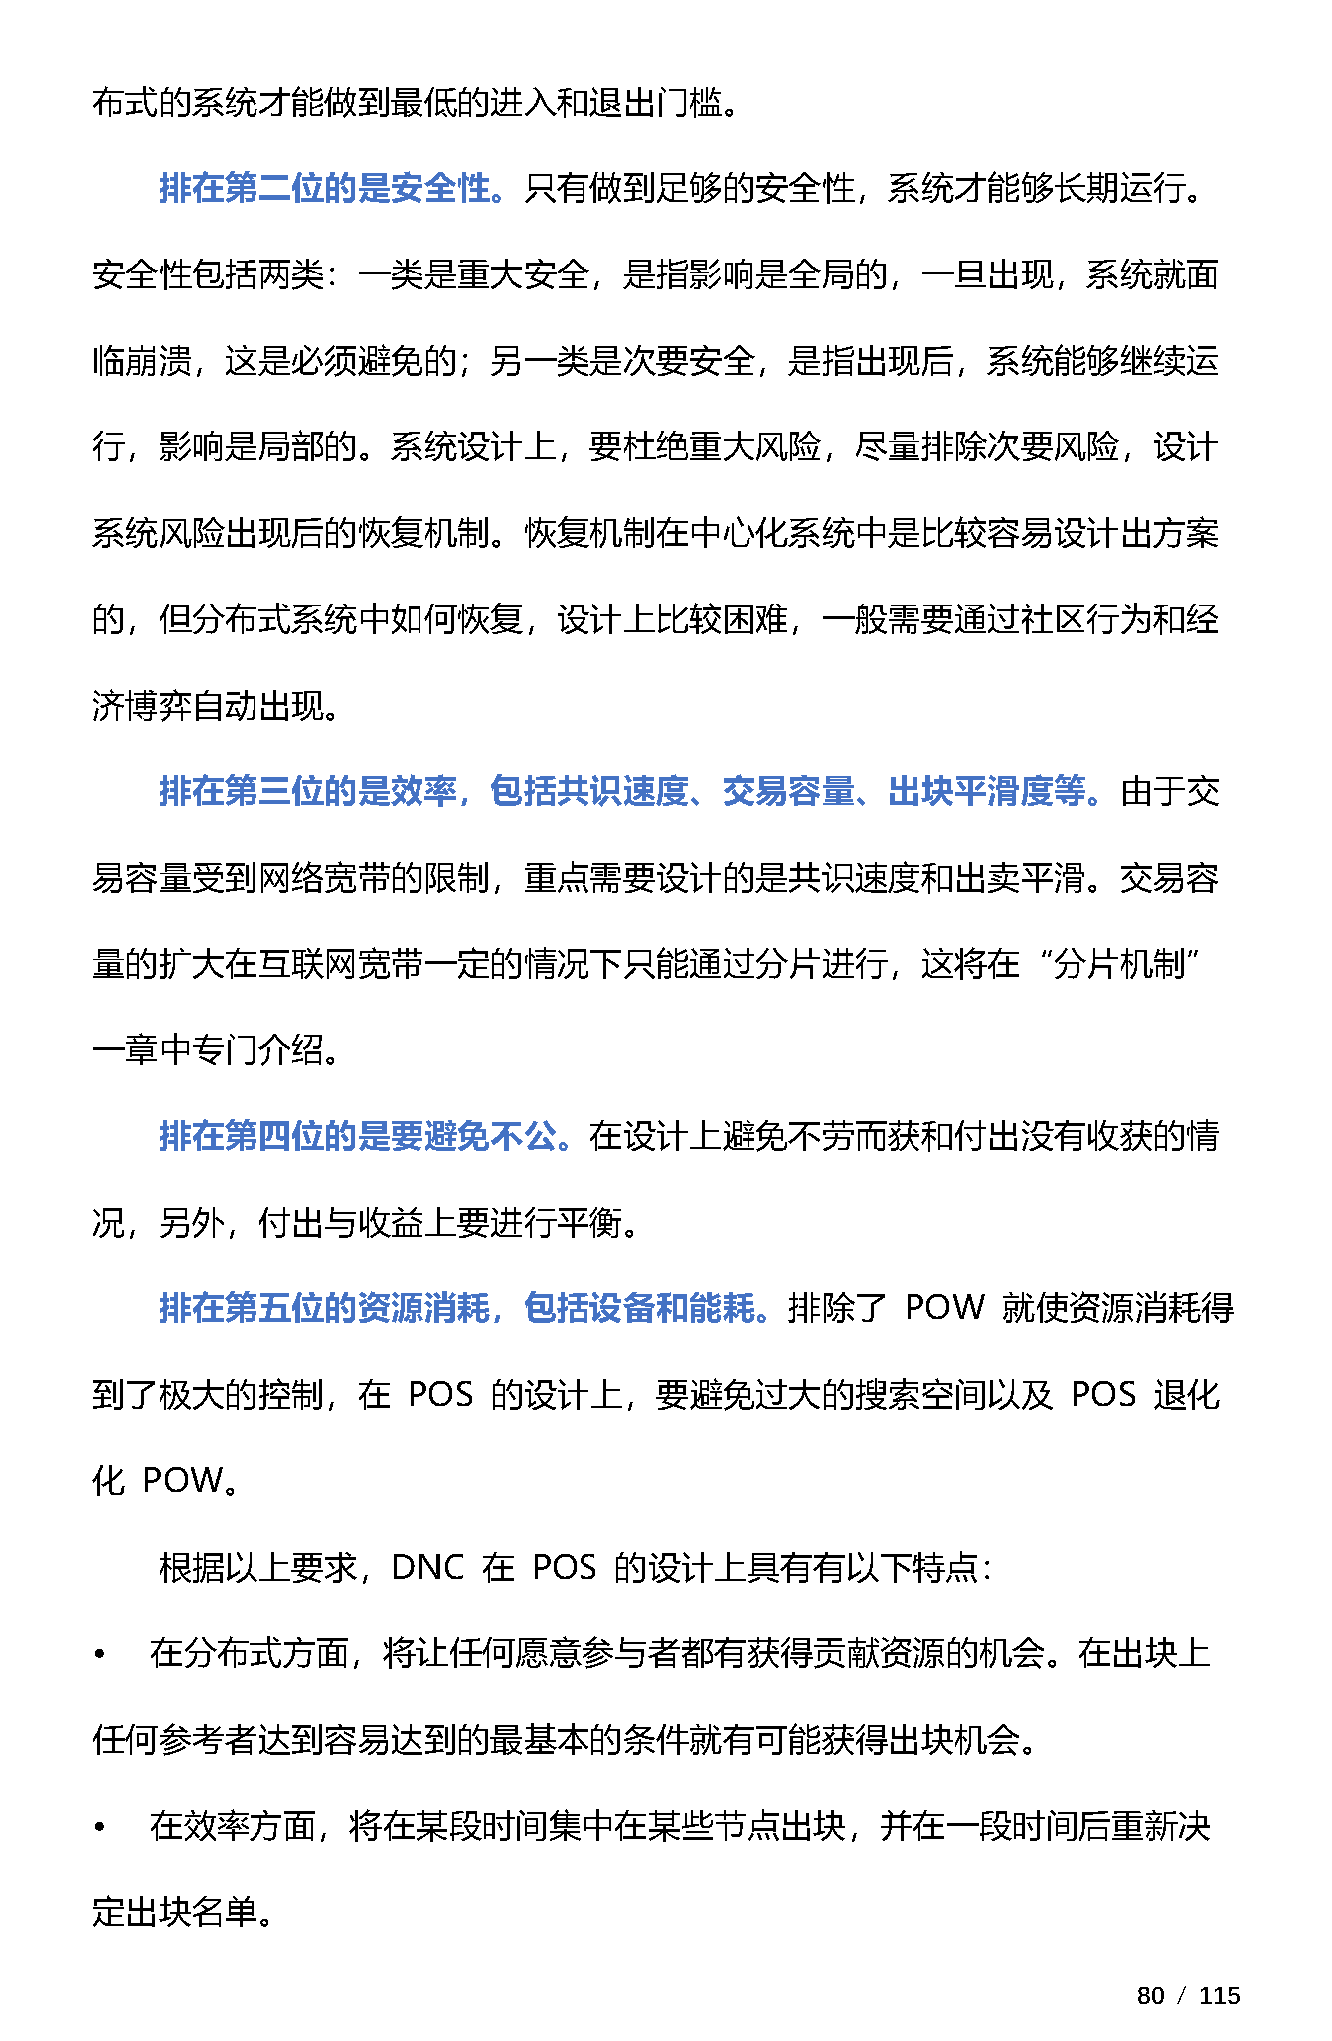 布式的系统才能做到最低的进入和退出门槛。
排在第二位的是安全性。只有做到足够的安全性，系统才能够长期运行。
安全性包括两类：一类是重大安全，是指影响是全局的，一旦出现，系统就面
临崩溃，这是必须避免的；另一类是次要安全，是指出现后，系统能够继续运
行，影响是局部的。系统设计上，要杜绝重大风险，尽量排除次要风险，设计
系统风险出现后的恢复机制。恢复机制在中心化系统中是比较容易设计出方案
的，但分布式系统中如何恢复，设计上比较困难，一般需要通过社区行为和经
济博弈自动出现。
排在第三位的是效率，包括共识速度、交易容量、出块平滑度等。由于交
易容量受到网络宽带的限制，重点需要设计的是共识速度和出卖平滑。交易容
量的扩大在互联网宽带一定的情况下只能通过分片进行，这将在“分片机制”
一章中专门介绍。
排在第四位的是要避免不公。在设计上避免不劳而获和付出没有收获的情
况，另外，付出与收益上要进行平衡。
排在第五位的资源消耗，包括设备和能耗。排除了 POW 就使资源消耗得
到了极大的控制，在 POS 的设计上，要避免过大的搜索空间以及 POS 退化
化 POW。
根据以上要求，DNC 在 POS 的设计上具有有以下特点：
• 在分布式方面，将让任何愿意参与者都有获得贡献资源的机会。在出块上
任何参考者达到容易达到的最基本的条件就有可能获得出块机会。
• 在效率方面，将在某段时间集中在某些节点出块，并在一段时间后重新决
定出块名单。
80 / 115